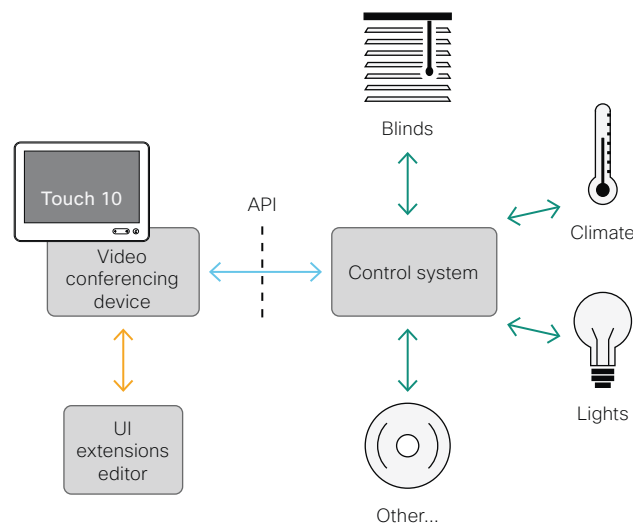 Blinds
Touch 10
API
Climate
Video
conferencing
device
Control system
Lights
UI
extensions
editor
Other...